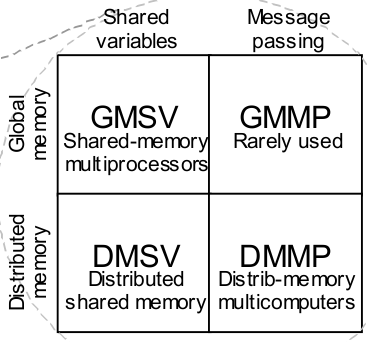 Shared
variables
Message
passing
Global
memory
GMSV
Shared-memory
multiprocessors
GMMP
Rarely used
Distributed
memory
DMSV
Distributed
shared memory
DMMP
Distrib-memory
multicomputers